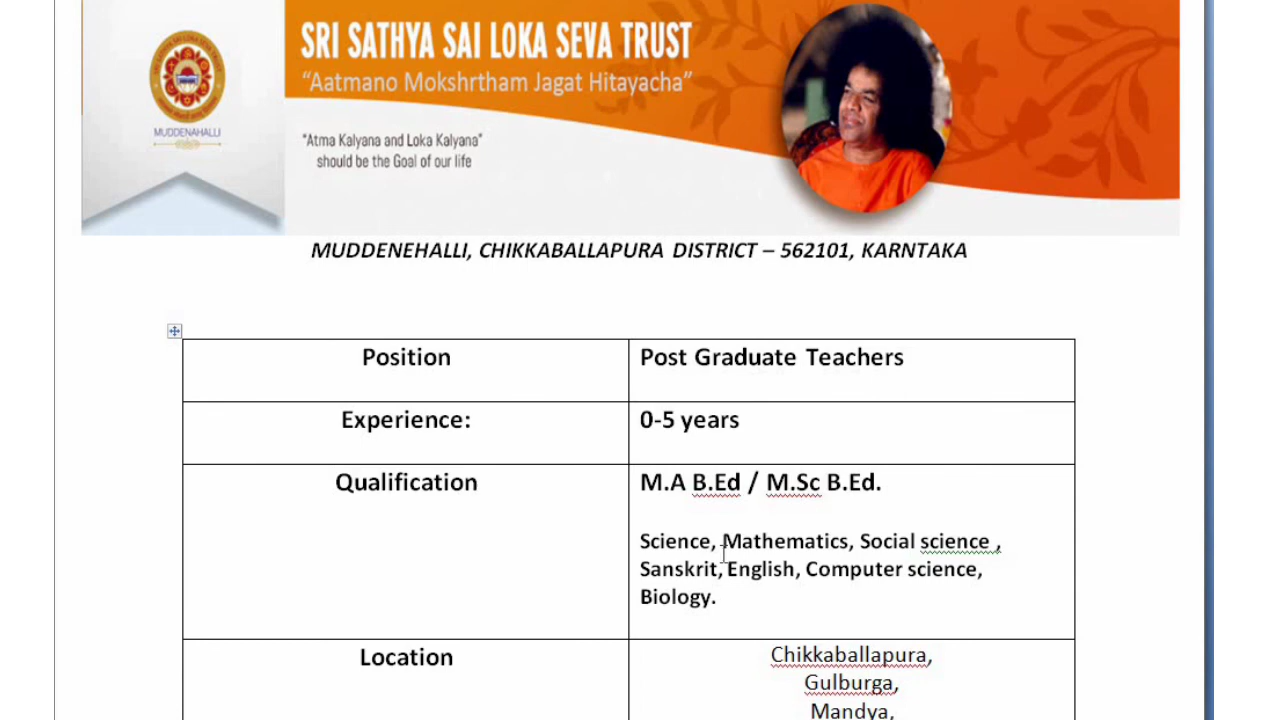 SRI SATHYA SAI LOKA SEVA TRUST
"Aatmano Mokshrtham Jagat Hitayacha"
MUDDENAHALLI
"Atma Kalyana and Loka Kalyana"
should be the Goal of our life
MUDDENEHALLI, CHIKKABALLAPURA DISTRICT – 562101, KARNTAKA
Position Post Graduate Teachers
Experience: 0-5 years
Qualification M.A B.Ed / M.Sc B.Ed.
Science, Mathematics, Social science ,
Sanskrit, English, Computer science,
Biology.
Location Chikkaballapura,
Gulburga,
Mandya,